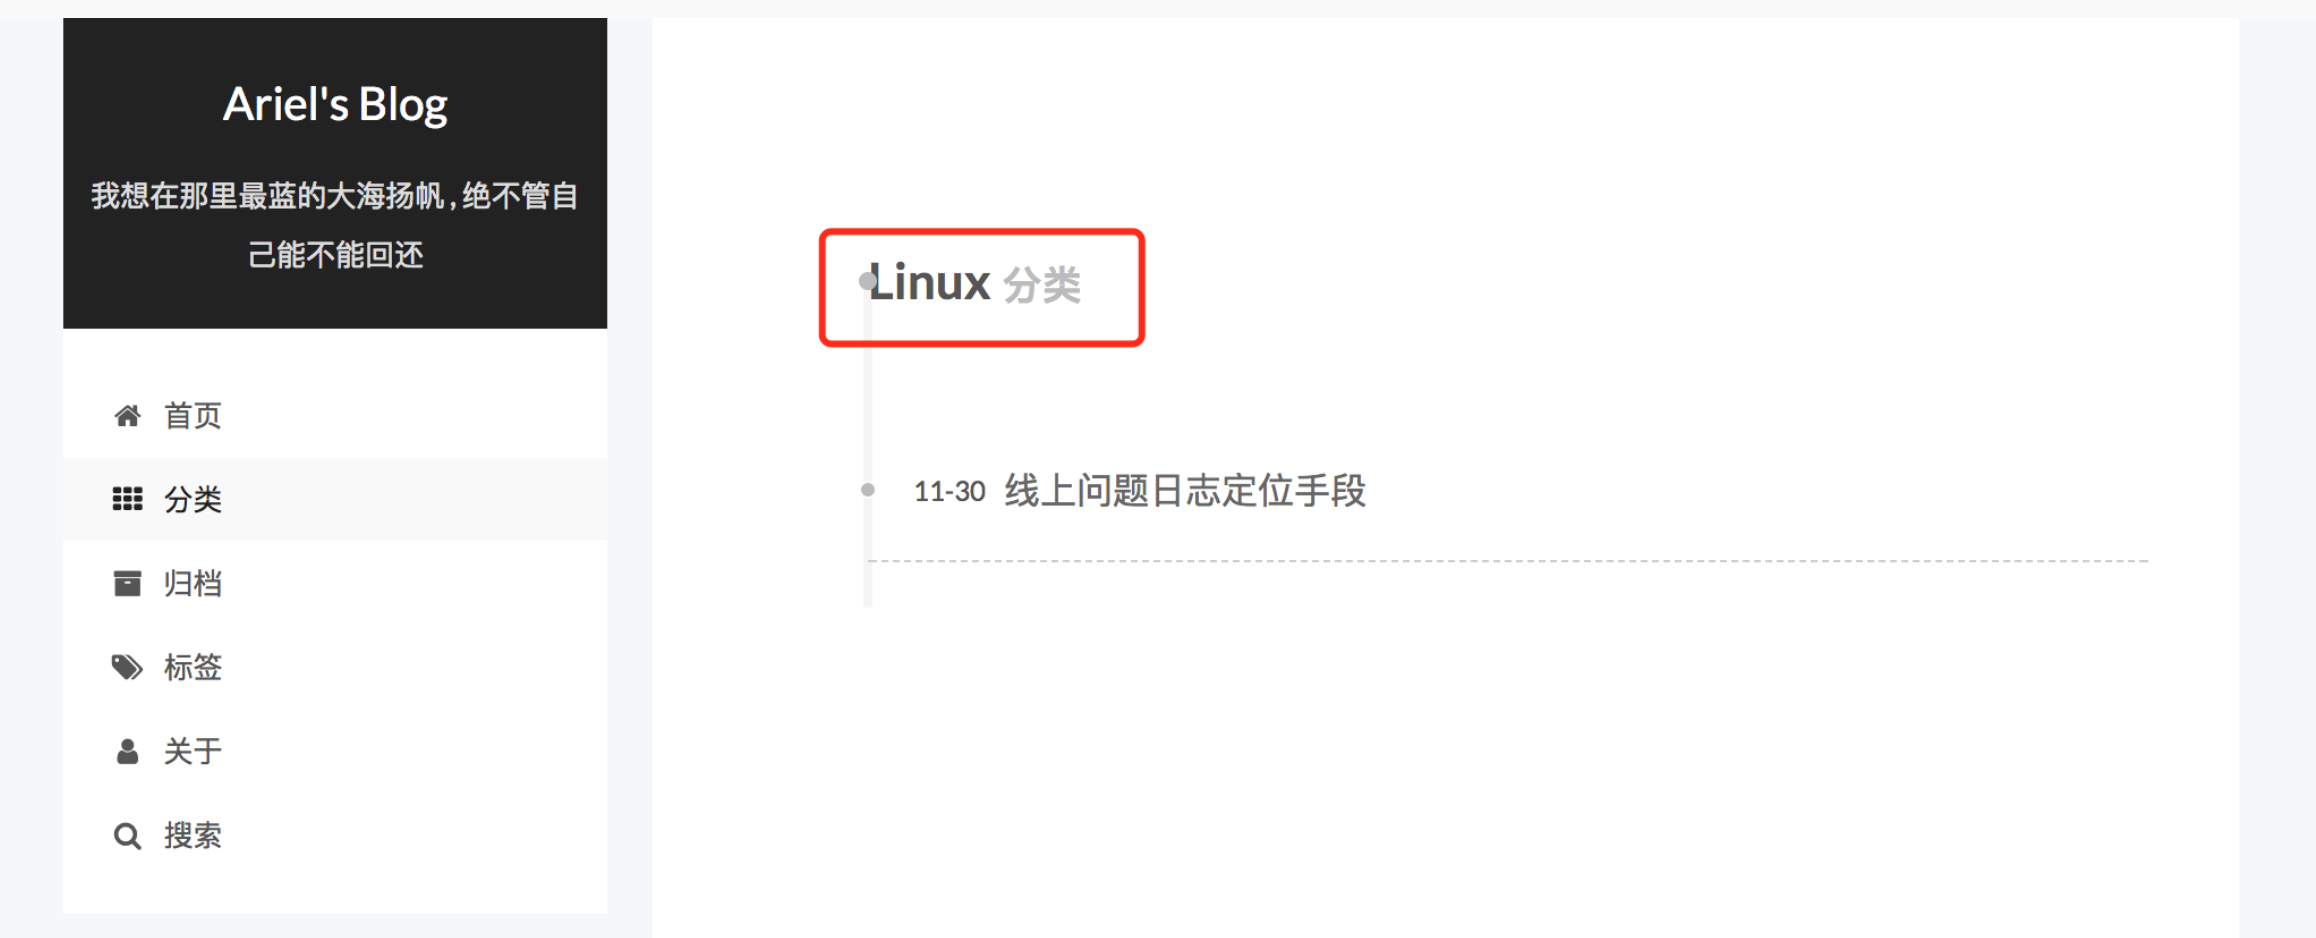 Ariel's Blog
我想在那里最蓝的大海扬帆,绝不管自
己能不能回还
首页
分类
归档
标签
关于
搜索
Linux 分类
11-30 线上问题日志定位手段